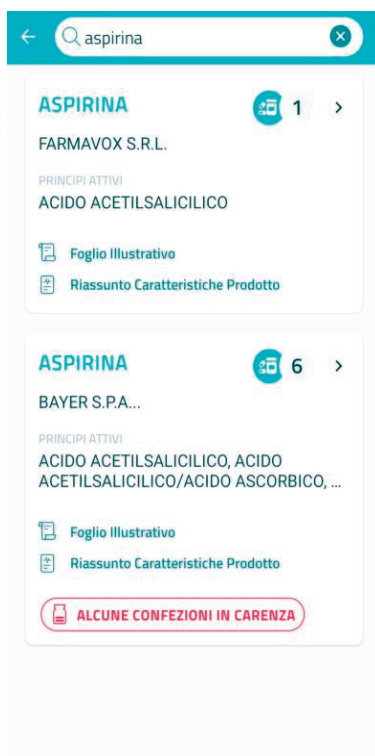 aspirina
ASPIRINA 1
FARMAVOX S.R.L.
PRINCIPI ATTIVI
ACIDO ACETILSALICILICO
Foglio Illustrativo
Riassunto Caratteristiche Prodotto
ASPIRINA 6
BAYER S.P.A...
PRINCIPI ATTIVI
ACIDO ACETILSALICILICO, ACIDO
ACETILSALICILICO/ACIDO ASCORBICO, ...
Foglio Illustrativo
Riassunto Caratteristiche Prodotto
ALCUNE CONFEZIONI IN CARENZA